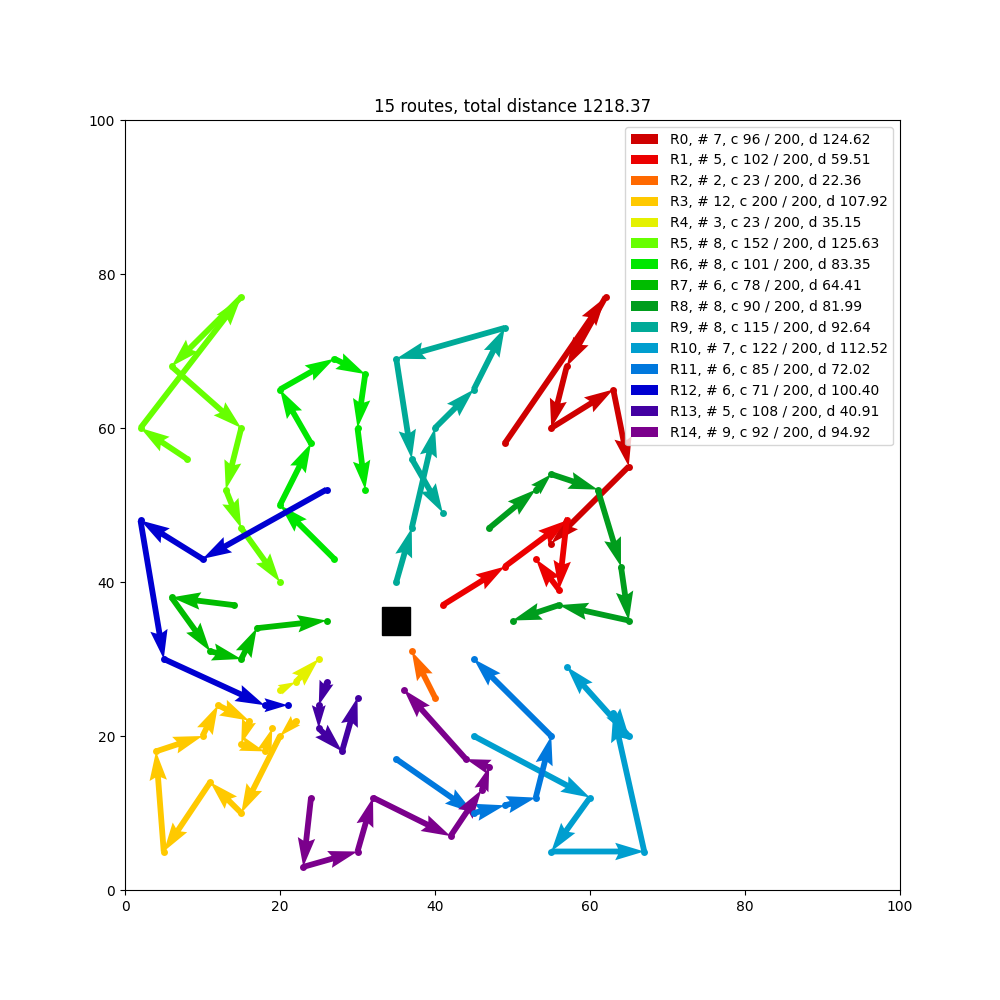 15 routes, total distance 1218.37
100
80
60
40
20
0
0 20 40 60 80 100
R0, # 7, c 96 / 200, d 124.62
R1, # 5, c 102 / 200, d 59.51
R2, # 2, c 23 / 200, d 22.36
R3, # 12, c 200 / 200, d 107.92
R4, # 3, c 23 / 200, d 35.15
R5, # 8, c 152 / 200, d 125.63
R6, # 8, c 101 / 200, d 83.35
R7, # 6, c 78 / 200, d 64.41
R8, # 8, c 90 / 200, d 81.99
R9, # 8, c 115 / 200, d 92.64
R10, # 7, c 122 / 200, d 112.52
R11, # 6, c 85 / 200, d 72.02
R12, # 6, c 71 / 200, d 100.40
R13, # 5, c 108 / 200, d 40.91
R14, # 9, c 92 / 200, d 94.92